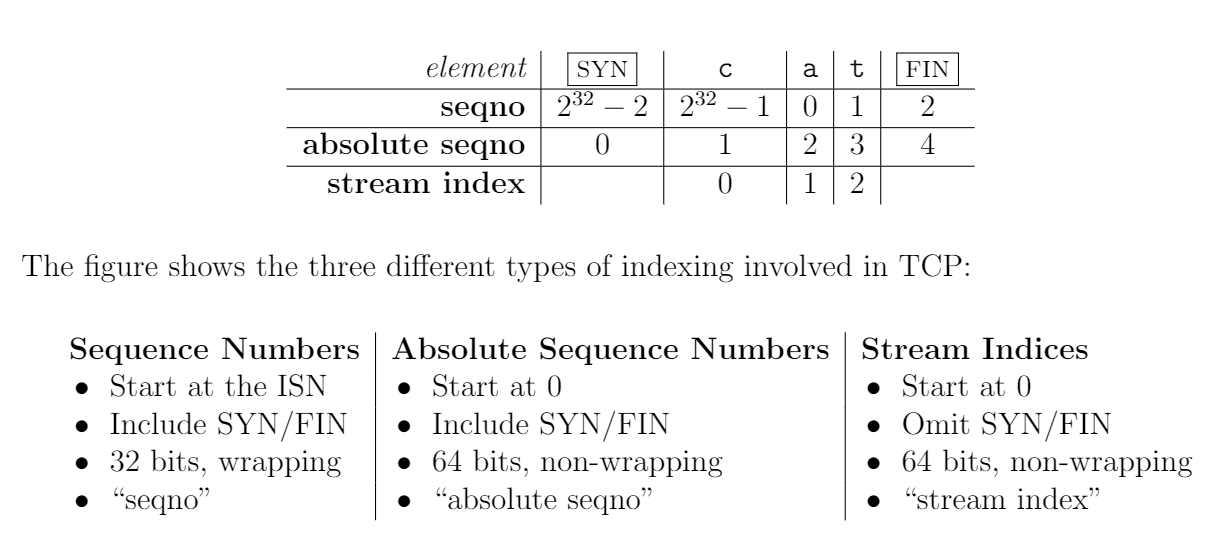 element SYN c a t FIN
seqno 2^32 − 2 2^32 − 1 0 1 2
absolute seqno 0 1 2 3 4
stream index 0 1 2
The figure shows the three different types of indexing involved in TCP:
Sequence Numbers Absolute Sequence Numbers Stream Indices
• Start at the ISN • Start at 0 • Start at 0
• Include SYN/FIN • Include SYN/FIN • Omit SYN/FIN
• 32 bits, wrapping • 64 bits, non-wrapping • 64 bits, non-wrapping
• “seqno” • “absolute seqno” • “stream index”